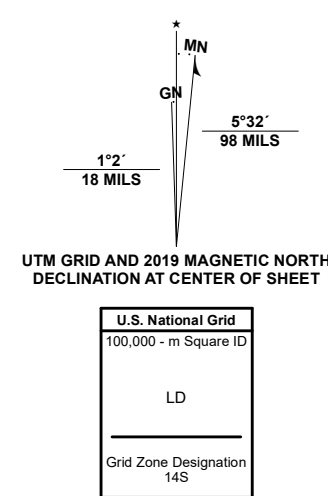 MN
GN
5°32´
98 MILS
1°2´
18 MILS
UTM GRID AND 2019 MAGNETIC NORTH
DECLINATION AT CENTER OF SHEET
U.S. National Grid
100,000 - m Square ID
LD
Grid Zone Designation
14S